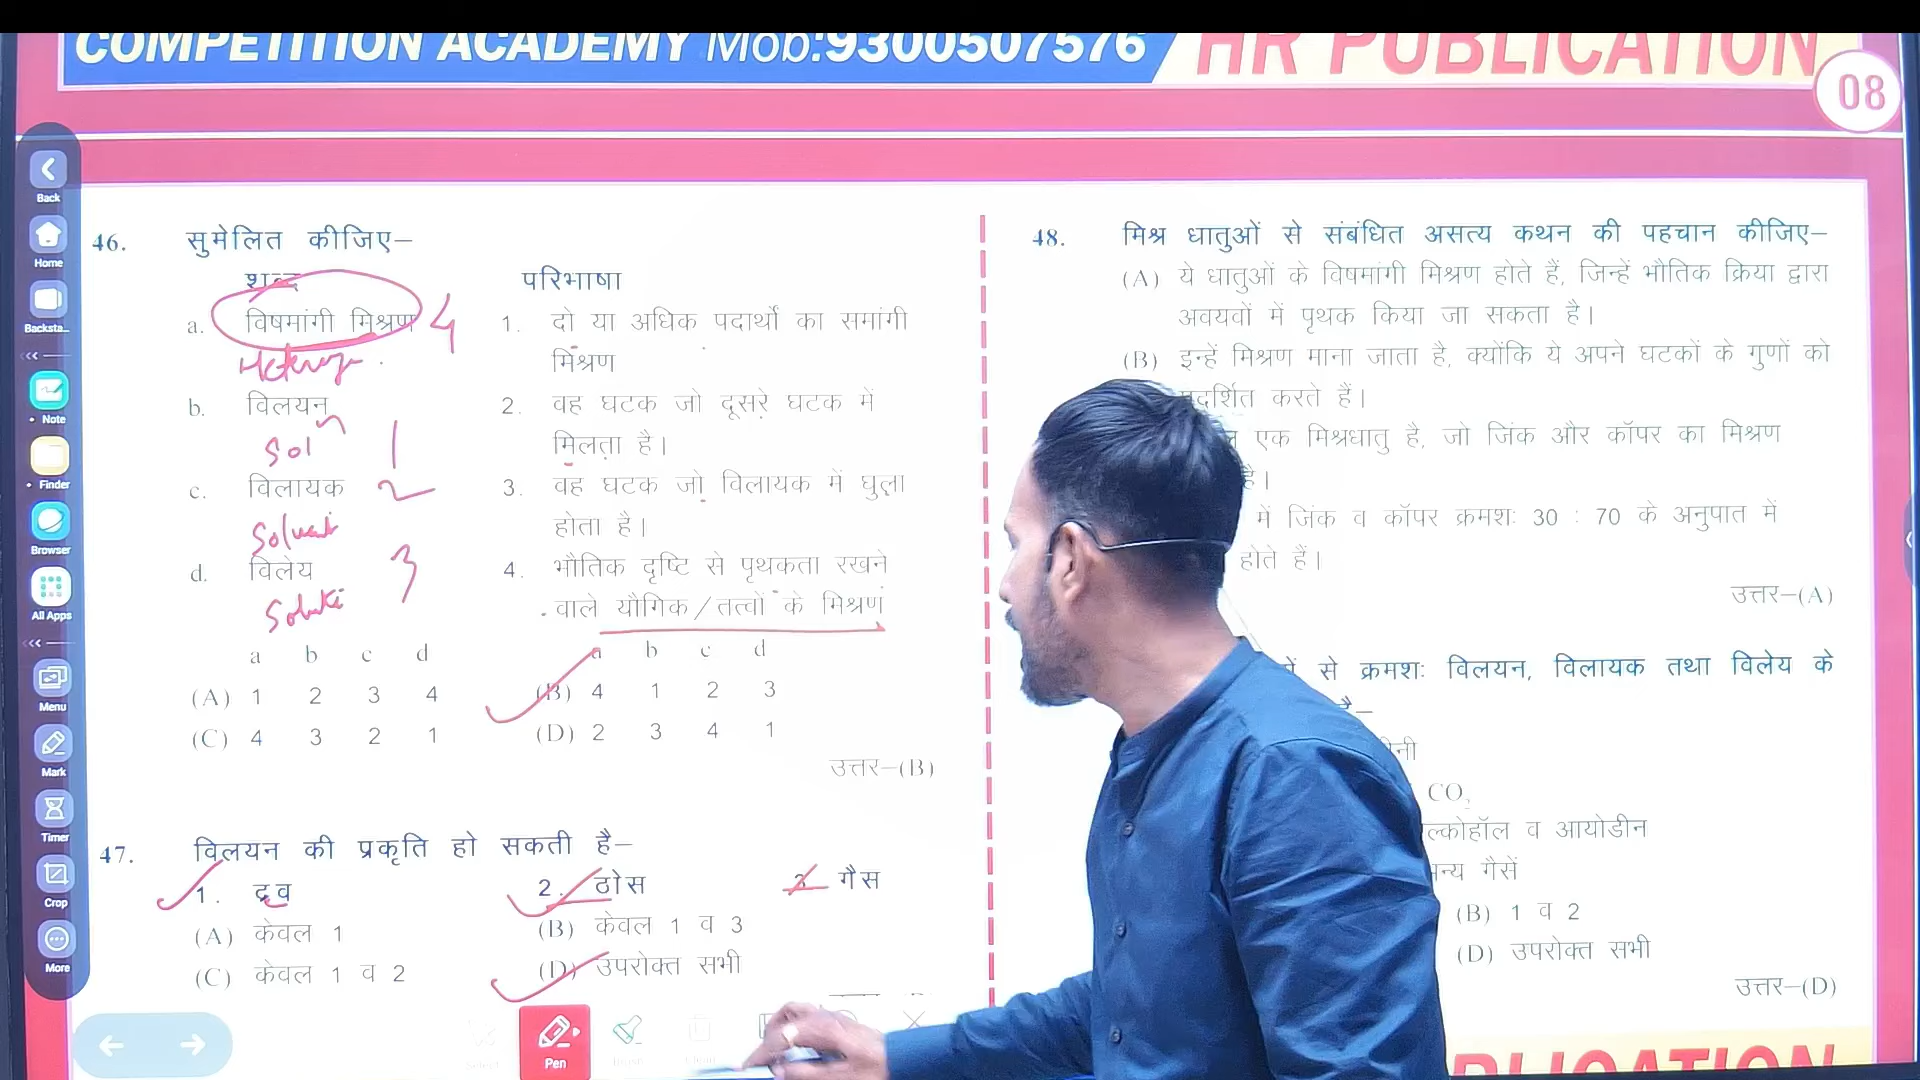 COMPETITION ACADEMY Mob:9300507576
HR PUBLICATION
08
Back
Home
Backsta...
Note
Finder
Browser
All Apps
Menu
Mark
Timer
Crop
More
46. सुमेलित कीजिए–
शब्द परिभाषा
a. विषमांगी मिश्रण 4
1. दो या अधिक पदार्थों का समांगी
मिश्रण
b. विलयन
Sol 1
2. वह घटक जो दूसरे घटक में
मिलता है।
c. विलायक 2
3. वह घटक जो विलायक में घुला
होता है।
d. विलेय 3
4. भौतिक दृष्टि से पृथकता रखने
वाले यौगिक/तत्वों के मिश्रण
a b c d a b c d
(A) 1 2 3 4 (B) 4 1 2 3
(C) 4 3 2 1 (D) 2 3 4 1
उत्तर–(B)
47. विलयन की प्रकृति हो सकती है–
1. द्रव 2. ठोस 3. गैस
(A) केवल 1 (B) केवल 1 व 3
(C) केवल 1 व 2 (D) उपरोक्त सभी
Pen
48. मिश्र धातुओं से संबंधित असत्य कथन की पहचान कीजिए–
(A) ये धातुओं के विषमांगी मिश्रण होते हैं, जिन्हें भौतिक क्रिया द्वारा
अवयवों में पृथक किया जा सकता है।
(B) इन्हें मिश्रण माना जाता है, क्योंकि ये अपने घटकों के गुणों को
करते हैं।
एक मिश्रधातु है, जो जिंक और कॉपर का मिश्रण
है।
में जिंक व कॉपर क्रमशः 30 : 70 के अनुपात में
होते हैं।
उत्तर–(A)
से क्रमशः विलयन, विलायक तथा विलेय के
CO2
व आयोडीन
गैसें
(B) 1 व 2
(D) उपरोक्त सभी
उत्तर–(D)